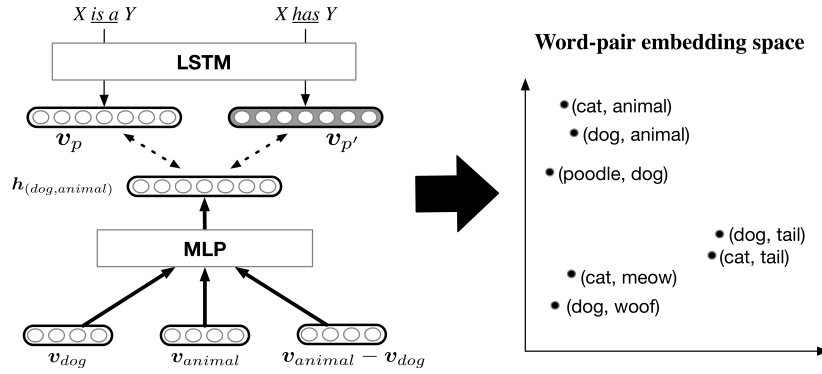 X is a Y
X has Y
LSTM
v_p
v_p'
h_(dog,animal)
MLP
v_dog
v_animal
v_animal − v_dog
Word-pair embedding space
(cat, animal)
(dog, animal)
(poodle, dog)
(dog, tail)
(cat, tail)
(cat, meow)
(dog, woof)